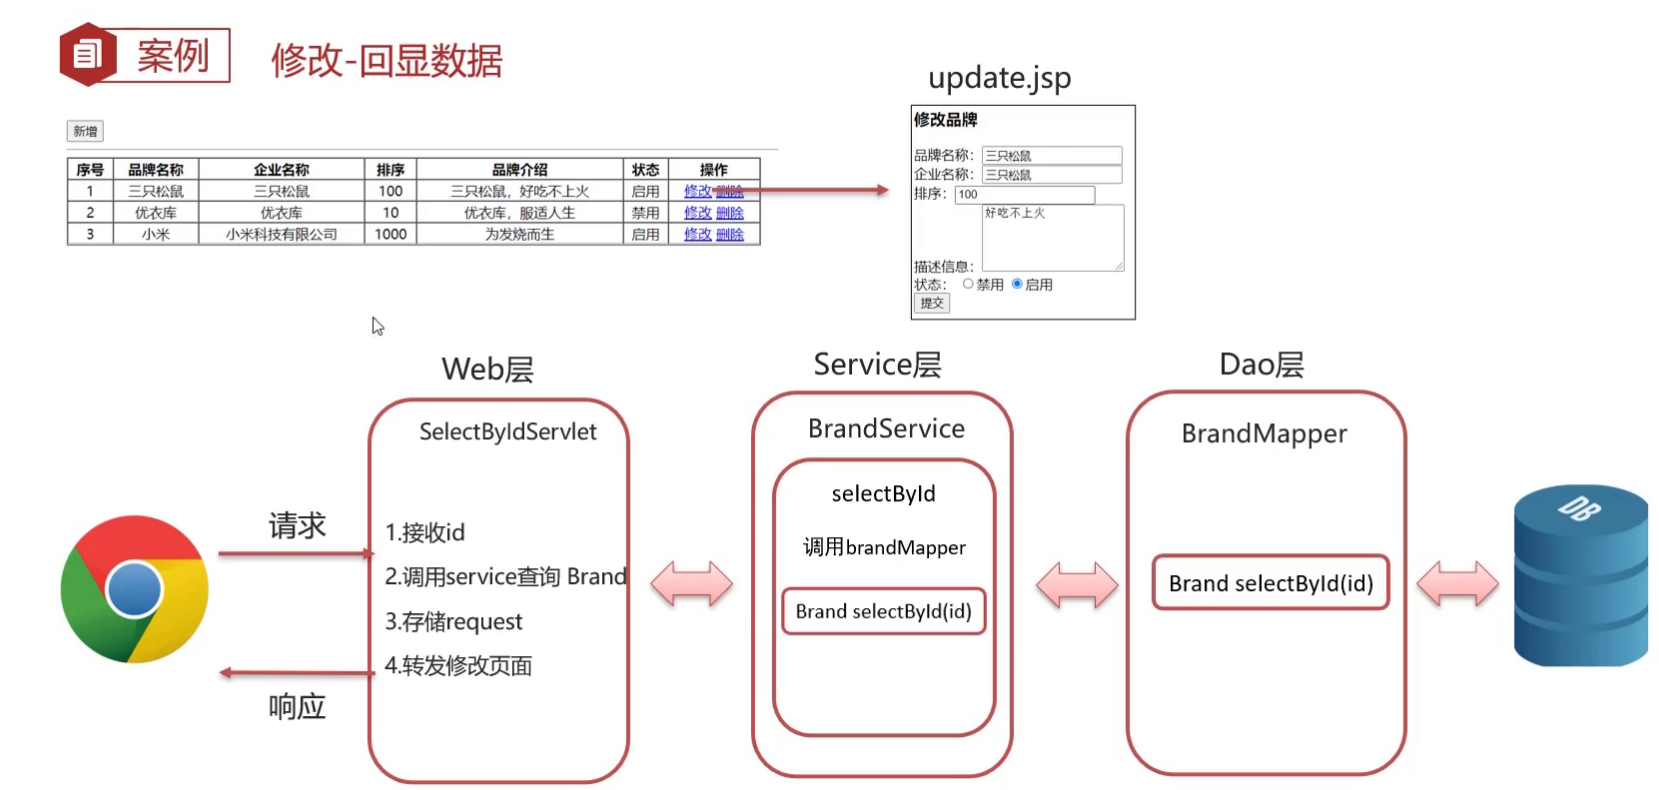 案例
修改-回显数据
update.jsp
新增
序号 品牌名称 企业名称 排序 品牌介绍 状态 操作
1 三只松鼠 三只松鼠 100 三只松鼠，好吃不上火 启用 修改 删除
2 优衣库 优衣库 10 优衣库，服适人生 禁用 修改 删除
3 小米 小米科技有限公司 1000 为发烧而生 启用 修改 删除
修改品牌
品牌名称： 三只松鼠
企业名称： 三只松鼠
排序： 100
好吃不上火
描述信息：
状态： 禁用 启用
提交
Web层
SelectByIdServlet
请求
1.接收id
2.调用service查询 Brand
3.存储request
4.转发修改页面
响应
Service层
BrandService
selectById
调用brandMapper
Brand selectById(id)
Dao层
BrandMapper
Brand selectById(id)
DB